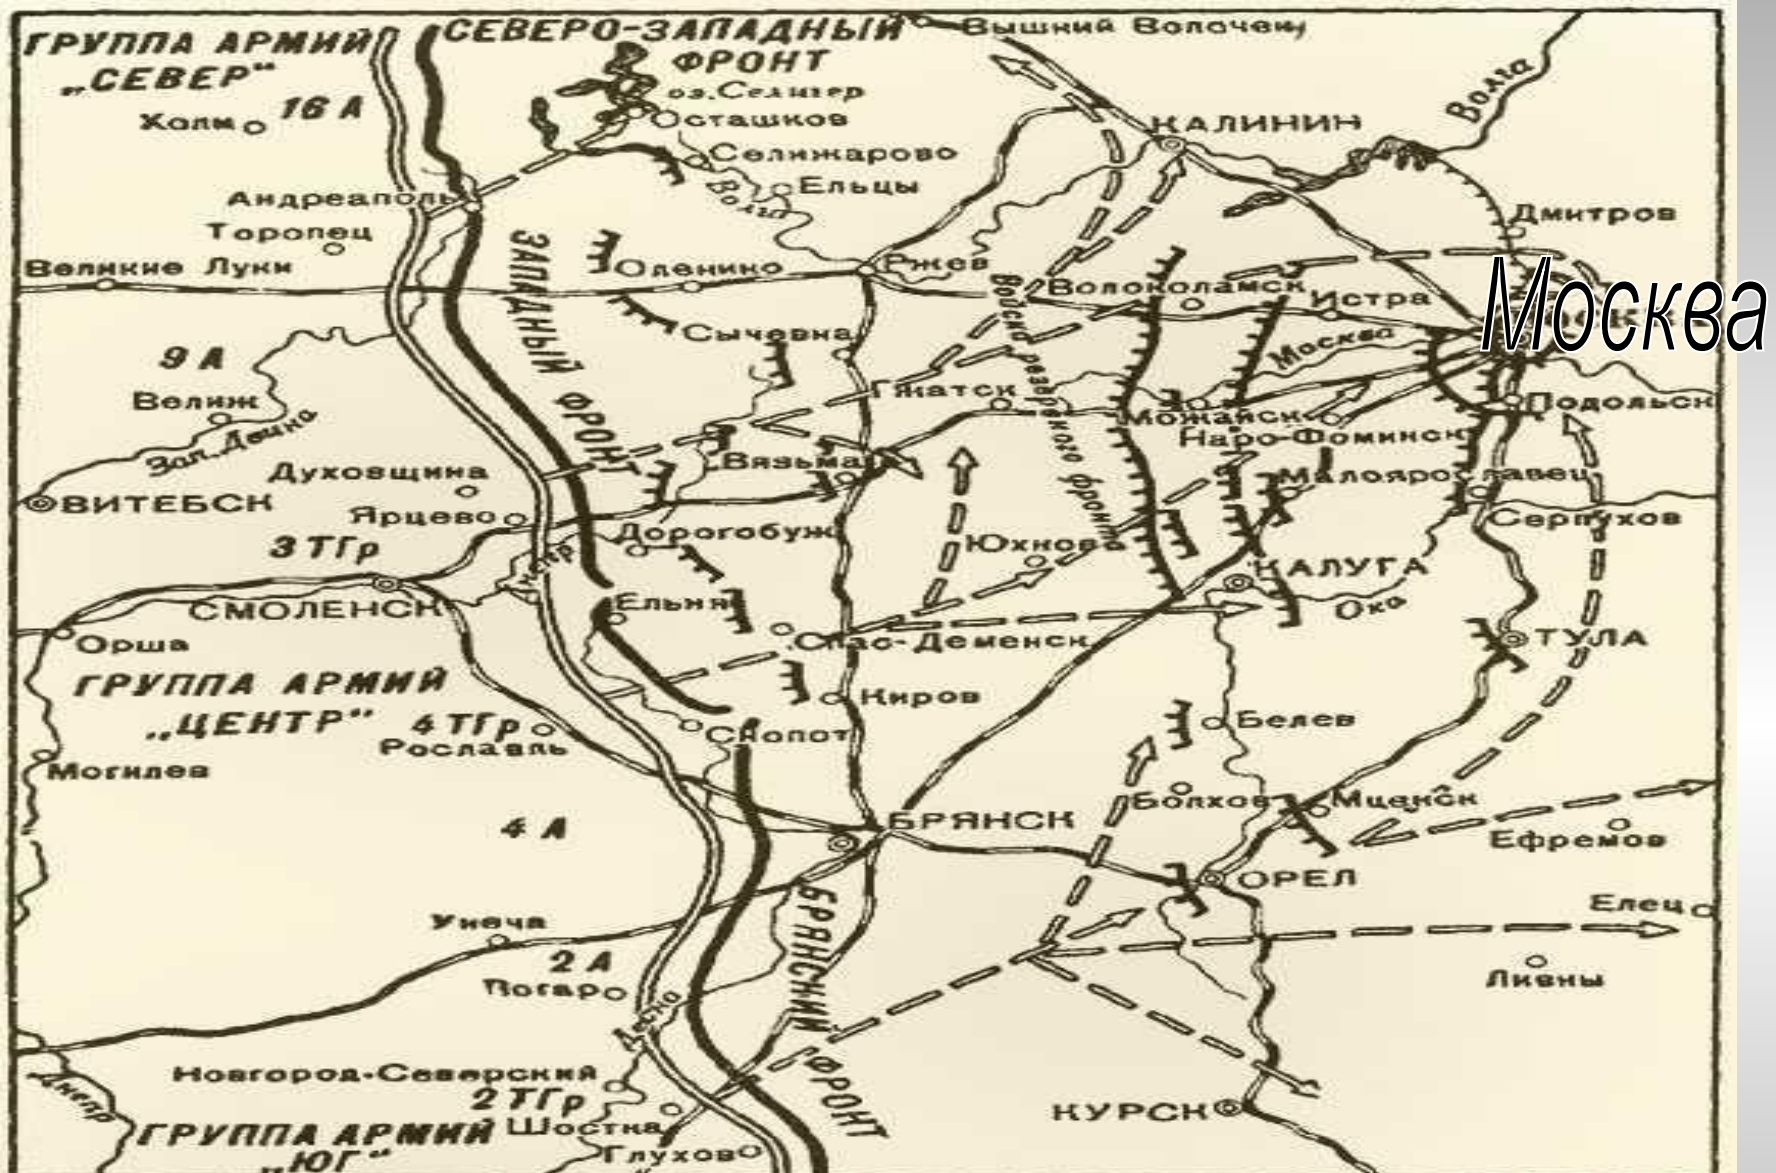 ГРУППА АРМИЙ
„СЕВЕР“
СЕВЕРО-ЗАПАДНЫЙ
ФРОНТ
Вышний Волочек
16 А
Холм
оз. Селигер
Осташков
Селижарово
Ельцы
Волга
КАЛИНИН
Волга
Дмитров
Андреаполь
Торопец
Великие Луки
ЗАПАДНЫЙ ФРОНТ
Оленино
Ржев
Войска резервного фронта
Волоколамск
Истра
Москва
Москва
Сычевка
9 А
Велиж
Зап. Двина
Гжатск
Можайск
Подольск
Наро-Фоминск
Вязьма
Малоярославец
Духовщина
ВИТЕБСК
Ярцево
Серпухов
3 ТГр
Дорогобуж
Днепр
Юхнов
КАЛУГА
СМОЛЕНСК
Ельня
Ока
Орша
Спас-Деменск
ТУЛА
ГРУППА АРМИЙ
„ЦЕНТР“
4 ТГр
Рославль
Киров
Снопот
Белев
Могилев
Болхов
Мценск
4 А
БРЯНСК
Ефремов
ОРЕЛ
Елец
Унеча
БРЯНСКИЙ ФРОНТ
2 А
Погар
Ливны
Десна
Новгород-Северский
2 ТГр
Днепр
КУРСК
ГРУППА АРМИЙ
„ЮГ“
Шостка
Глухов